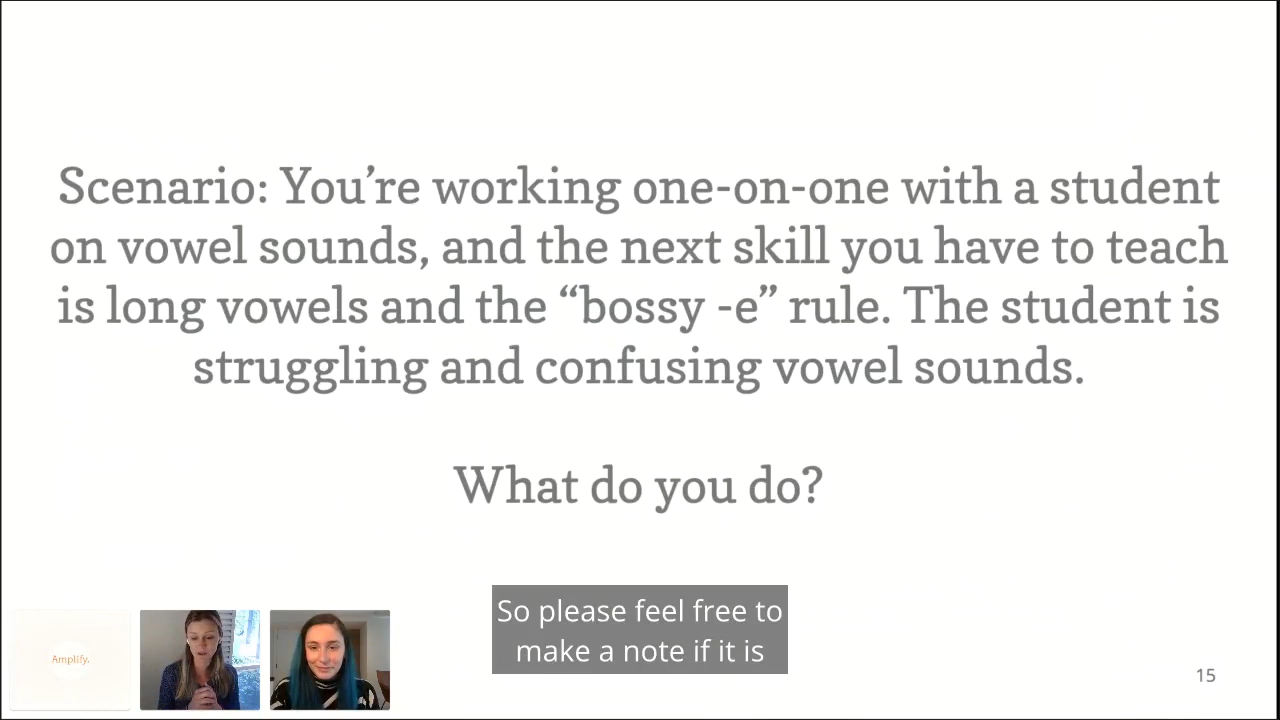 Scenario: You’re working one-on-one with a student
on vowel sounds, and the next skill you have to teach
is long vowels and the “bossy -e” rule. The student is
struggling and confusing vowel sounds.
What do you do?
So please feel free to
make a note if it is
Amplify.
15